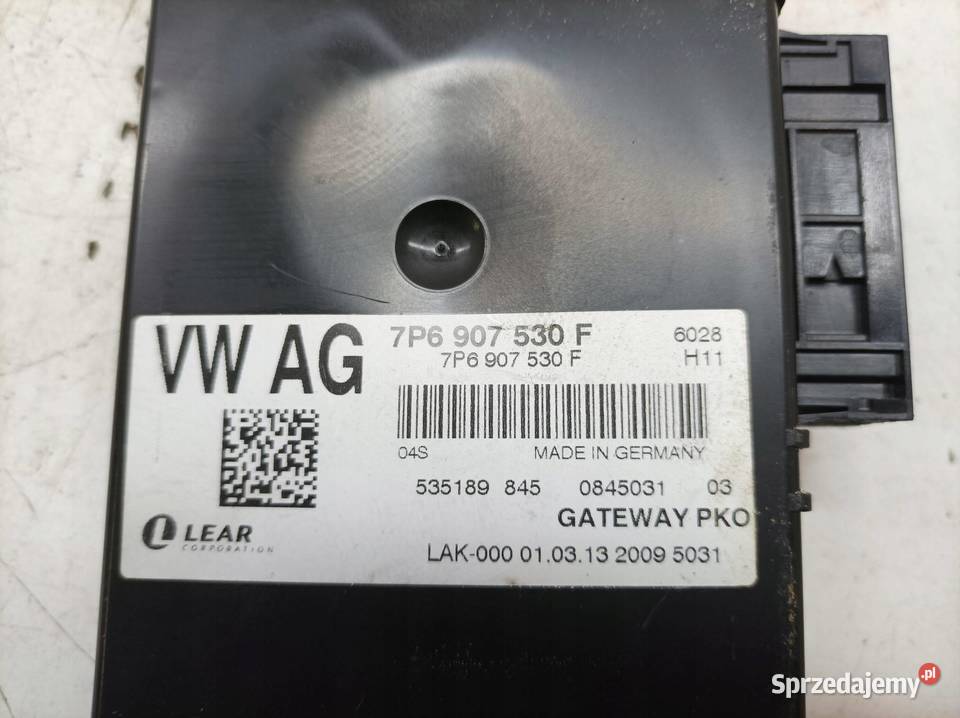 VW AG
7P6 907 530 F
6028
7P6 907 530 F
H11
04S
MADE IN GERMANY
535189 845 0845031 03
GATEWAY PKO
LEAR
CORPORATION
LAK-000 01.03.13 2009 5031
Sprzedajemy.pl